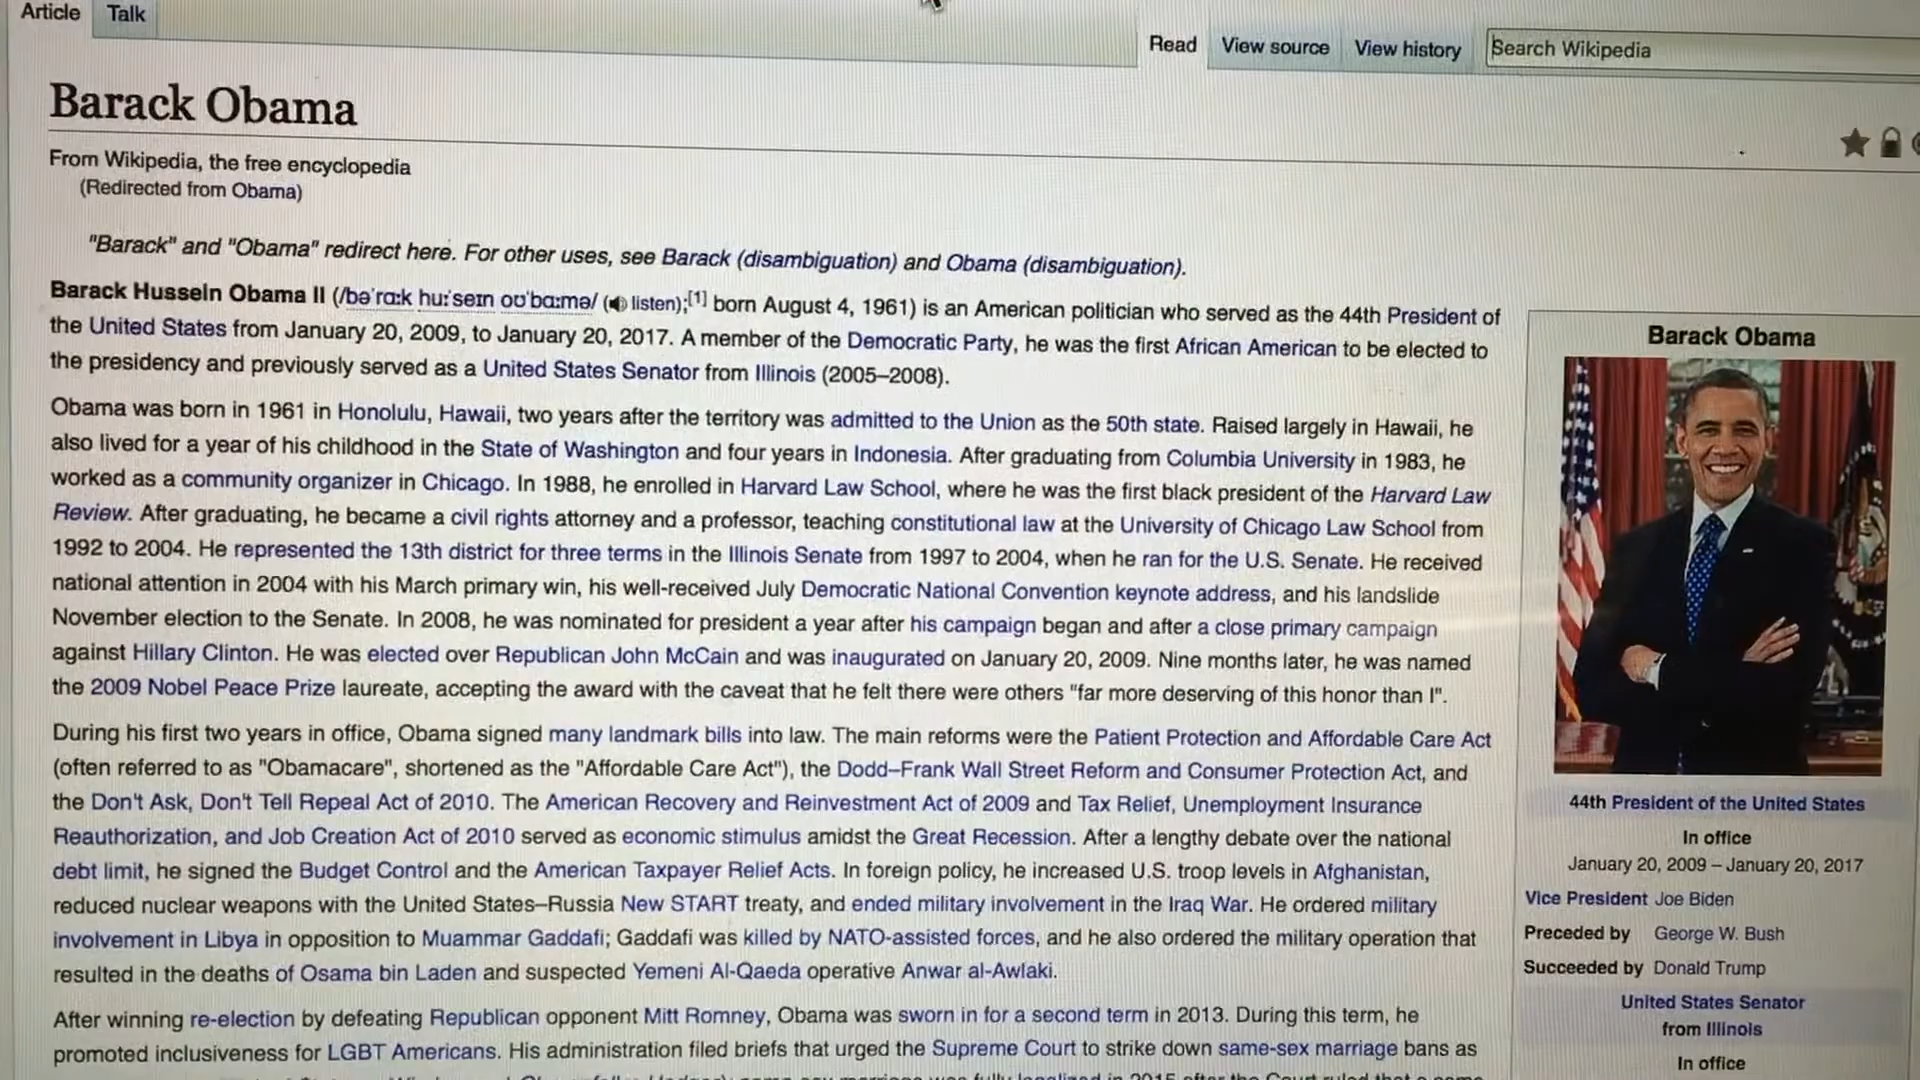 Article
Talk
Read
View source
View history
Search Wikipedia
Barack Obama
From Wikipedia, the free encyclopedia
(Redirected from Obama)
"Barack" and "Obama" redirect here. For other uses, see Barack (disambiguation) and Obama (disambiguation).
Barack Hussein Obama II (/bəˈrɑːk huːˈseɪn oʊˈbɑːmə/ (listen);[1] born August 4, 1961) is an American politician who served as the 44th President of
the United States from January 20, 2009, to January 20, 2017. A member of the Democratic Party, he was the first African American to be elected to
the presidency and previously served as a United States Senator from Illinois (2005–2008).
Obama was born in 1961 in Honolulu, Hawaii, two years after the territory was admitted to the Union as the 50th state. Raised largely in Hawaii, he
also lived for a year of his childhood in the State of Washington and four years in Indonesia. After graduating from Columbia University in 1983, he
worked as a community organizer in Chicago. In 1988, he enrolled in Harvard Law School, where he was the first black president of the Harvard Law
Review. After graduating, he became a civil rights attorney and a professor, teaching constitutional law at the University of Chicago Law School from
1992 to 2004. He represented the 13th district for three terms in the Illinois Senate from 1997 to 2004, when he ran for the U.S. Senate. He received
national attention in 2004 with his March primary win, his well-received July Democratic National Convention keynote address, and his landslide
November election to the Senate. In 2008, he was nominated for president a year after his campaign began and after a close primary campaign
against Hillary Clinton. He was elected over Republican John McCain and was inaugurated on January 20, 2009. Nine months later, he was named
the 2009 Nobel Peace Prize laureate, accepting the award with the caveat that he felt there were others "far more deserving of this honor than I".
During his first two years in office, Obama signed many landmark bills into law. The main reforms were the Patient Protection and Affordable Care Act
(often referred to as "Obamacare", shortened as the "Affordable Care Act"), the Dodd–Frank Wall Street Reform and Consumer Protection Act, and
the Don't Ask, Don't Tell Repeal Act of 2010. The American Recovery and Reinvestment Act of 2009 and Tax Relief, Unemployment Insurance
Reauthorization, and Job Creation Act of 2010 served as economic stimulus amidst the Great Recession. After a lengthy debate over the national
debt limit, he signed the Budget Control and the American Taxpayer Relief Acts. In foreign policy, he increased U.S. troop levels in Afghanistan,
reduced nuclear weapons with the United States–Russia New START treaty, and ended military involvement in the Iraq War. He ordered military
involvement in Libya in opposition to Muammar Gaddafi; Gaddafi was killed by NATO-assisted forces, and he also ordered the military operation that
resulted in the deaths of Osama bin Laden and suspected Yemeni Al-Qaeda operative Anwar al-Awlaki.
After winning re-election by defeating Republican opponent Mitt Romney, Obama was sworn in for a second term in 2013. During this term, he
promoted inclusiveness for LGBT Americans. His administration filed briefs that urged the Supreme Court to strike down same-sex marriage bans as
Barack Obama
44th President of the United States
In office
January 20, 2009 – January 20, 2017
Vice President Joe Biden
Preceded by George W. Bush
Succeeded by Donald Trump
United States Senator
from Illinois
In office